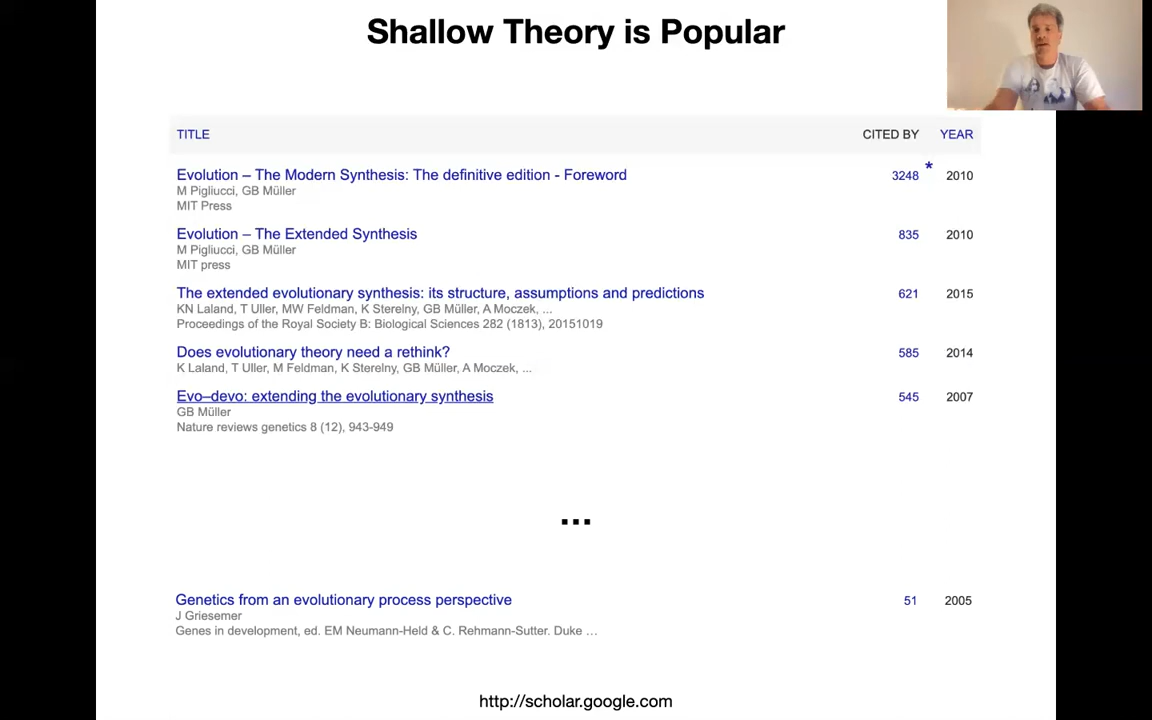 Shallow Theory is Popular
TITLE CITED BY YEAR
Evolution – The Modern Synthesis: The definitive edition - Foreword 3248 * 2010
M Pigliucci, GB Müller
MIT Press
Evolution – The Extended Synthesis 835 2010
M Pigliucci, GB Müller
MIT press
The extended evolutionary synthesis: its structure, assumptions and predictions 621 2015
KN Laland, T Uller, MW Feldman, K Sterelny, GB Müller, A Moczek, ...
Proceedings of the Royal Society B: Biological Sciences 282 (1813), 20151019
Does evolutionary theory need a rethink? 585 2014
K Laland, T Uller, M Feldman, K Sterelny, GB Müller, A Moczek, ...
Evo–devo: extending the evolutionary synthesis 545 2007
GB Müller
Nature reviews genetics 8 (12), 943-949
...
Genetics from an evolutionary process perspective 51 2005
J Griesemer
Genes in development, ed. EM Neumann-Held & C. Rehmann-Sutter. Duke …
http://scholar.google.com